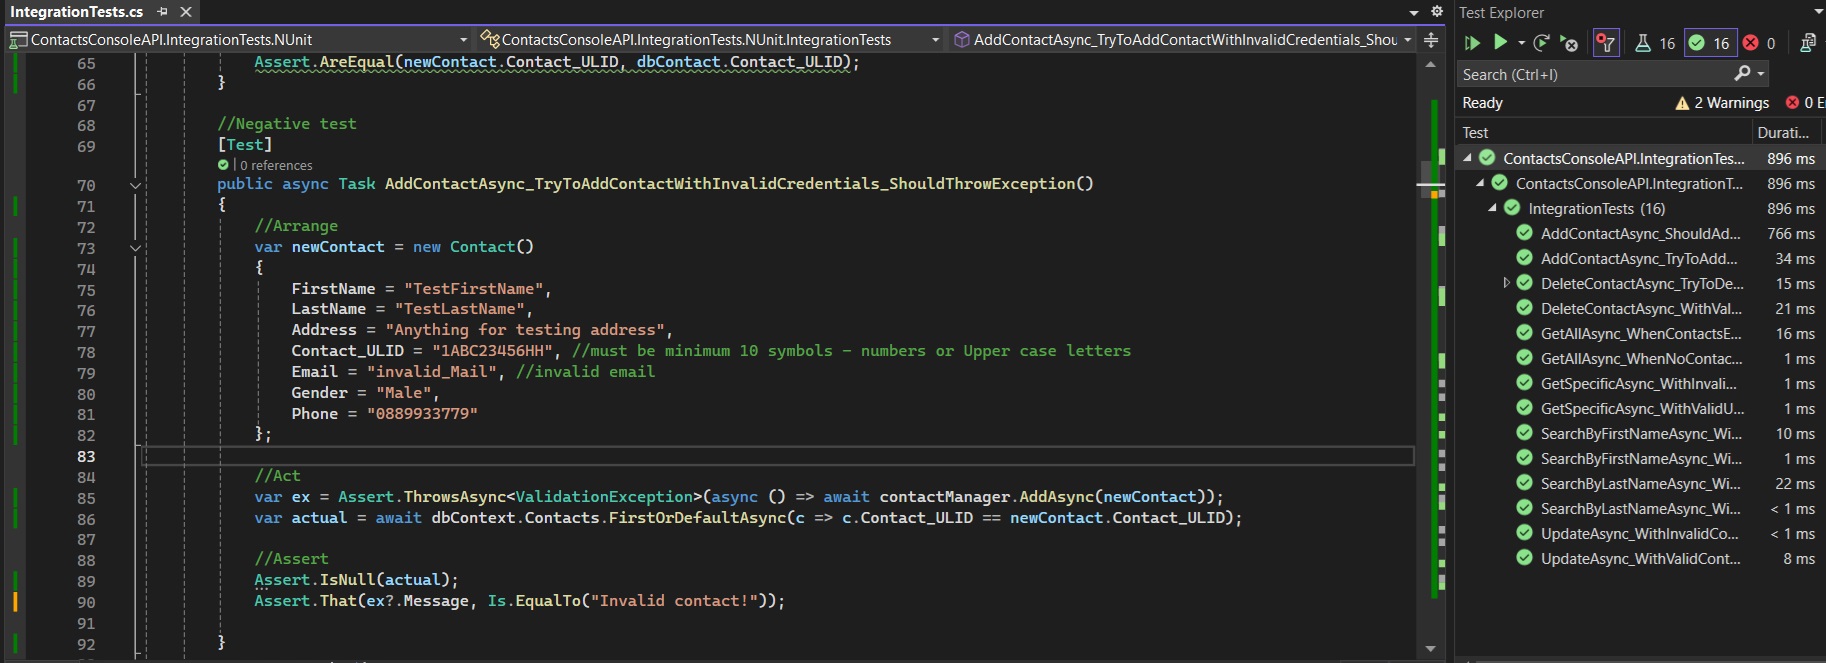 IntegrationTests.cs
ContactsConsoleAPI.IntegrationTests.NUnit
ContactsConsoleAPI.IntegrationTests.NUnit.IntegrationTests
AddContactAsync_TryToAddContactWithInvalidCredentials_Shou
65 Assert.AreEqual(newContact.Contact_ULID, dbContact.Contact_ULID);
66 }
67
68 //Negative test
69 [Test]
| 0 references
70 public async Task AddContactAsync_TryToAddContactWithInvalidCredentials_ShouldThrowException()
71 {
72 //Arrange
73 var newContact = new Contact()
74 {
75 FirstName = "TestFirstName",
76 LastName = "TestLastName",
77 Address = "Anything for testing address",
78 Contact_ULID = "1ABC23456HH", //must be minimum 10 symbols - numbers or Upper case letters
79 Email = "invalid_Mail", //invalid email
80 Gender = "Male",
81 Phone = "0889933779"
82 };
83
84 //Act
85 var ex = Assert.ThrowsAsync<ValidationException>(async () => await contactManager.AddAsync(newContact));
86 var actual = await dbContext.Contacts.FirstOrDefaultAsync(c => c.Contact_ULID == newContact.Contact_ULID);
87
88 //Assert
89 Assert.IsNull(actual);
90 Assert.That(ex?.Message, Is.EqualTo("Invalid contact!"));
91
92 }
Test Explorer
16 16 0
Search (Ctrl+I)
Ready 2 Warnings 0 E
Test Durati...
ContactsConsoleAPI.IntegrationTes... 896 ms
ContactsConsoleAPI.IntegrationT... 896 ms
IntegrationTests (16) 896 ms
AddContactAsync_ShouldAd... 766 ms
AddContactAsync_TryToAdd... 34 ms
DeleteContactAsync_TryToDe... 15 ms
DeleteContactAsync_WithVal... 21 ms
GetAllAsync_WhenContactsE... 16 ms
GetAllAsync_WhenNoContac... 1 ms
GetSpecificAsync_WithInvali... 1 ms
GetSpecificAsync_WithValidU... 1 ms
SearchByFirstNameAsync_Wi... 10 ms
SearchByFirstNameAsync_Wi... 1 ms
SearchByLastNameAsync_Wi... 22 ms
SearchByLastNameAsync_Wi... < 1 ms
UpdateAsync_WithInvalidCo... < 1 ms
UpdateAsync_WithValidCont... 8 ms